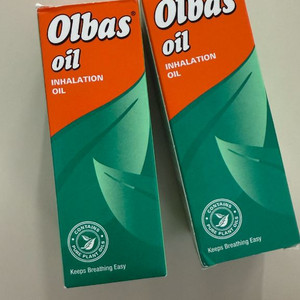 Olbas®
oil
INHALATION
OIL
CONTAINS
PURE PLANT OILS
Keeps Breathing Easy
Olbas
oil
INHALATION
OIL
CONTAINS
PURE PLANT OILS
Keeps Breathing Easy